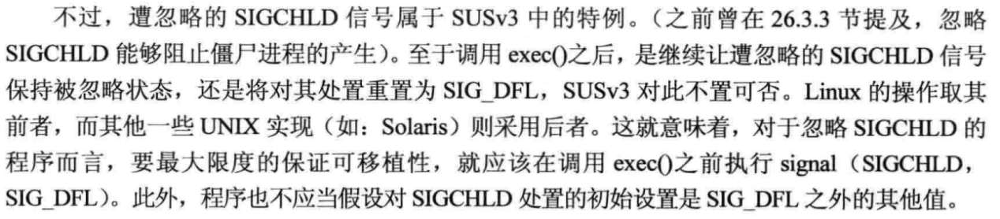 不过，遭忽略的 SIGCHLD 信号属于 SUSv3 中的特例。（之前曾在 26.3.3 节提及，忽略
SIGCHLD 能够阻止僵尸进程的产生）。至于调用 exec()之后，是继续让遭忽略的 SIGCHLD 信号
保持被忽略状态，还是将对其处置重置为 SIG_DFL，SUSv3 对此不置可否。Linux 的操作取其
前者，而其他一些 UNIX 实现（如：Solaris）则采用后者。这就意味着，对于忽略 SIGCHLD 的
程序而言，要最大限度的保证可移植性，就应该在调用 exec()之前执行 signal（SIGCHLD，
SIG_DFL）。此外，程序也不应当假设对 SIGCHLD 处置的初始设置是 SIG_DFL 之外的其他值。